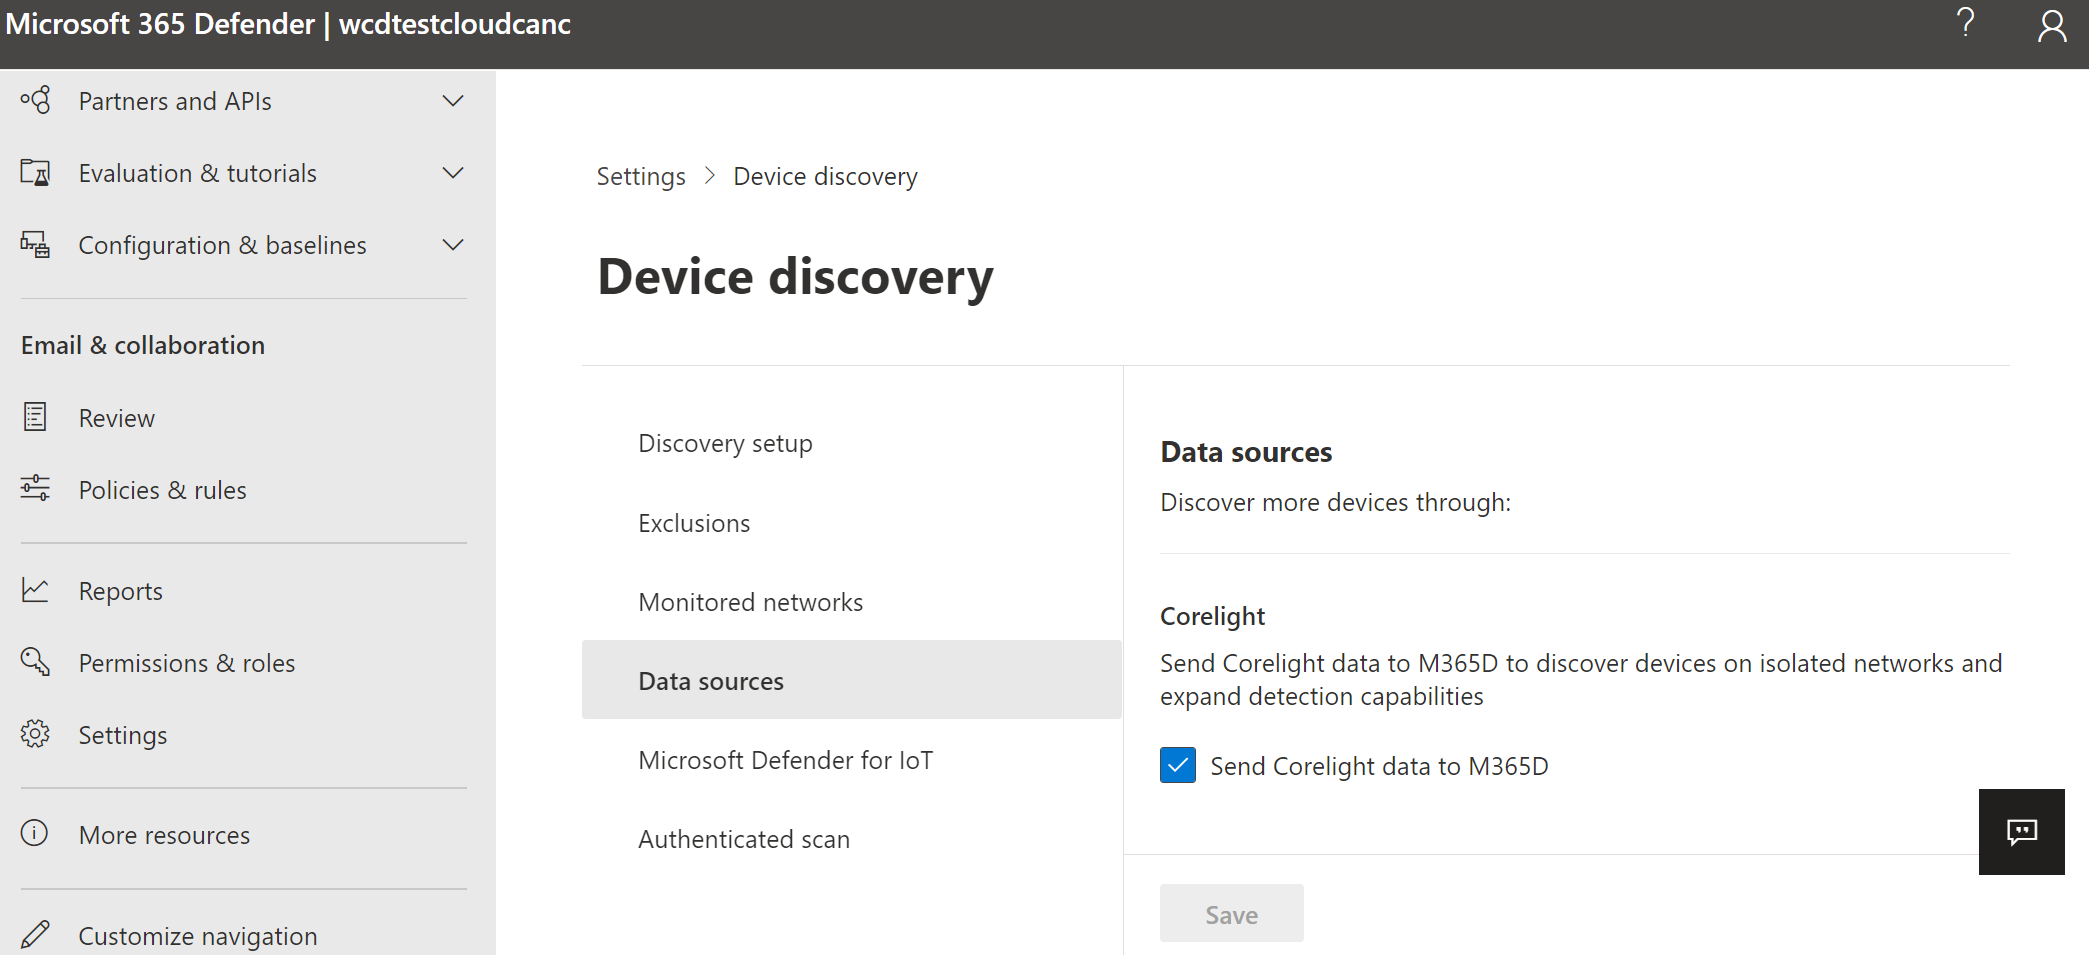 Microsoft 365 Defender | wcdtestcloudcanc
Partners and APIs
Evaluation & tutorials
Configuration & baselines
Email & collaboration
Review
Policies & rules
Reports
Permissions & roles
Settings
More resources
Customize navigation
Settings > Device discovery
Device discovery
Discovery setup
Exclusions
Monitored networks
Data sources
Microsoft Defender for IoT
Authenticated scan
Data sources
Discover more devices through:
Corelight
Send Corelight data to M365D to discover devices on isolated networks and
expand detection capabilities
Send Corelight data to M365D
Save